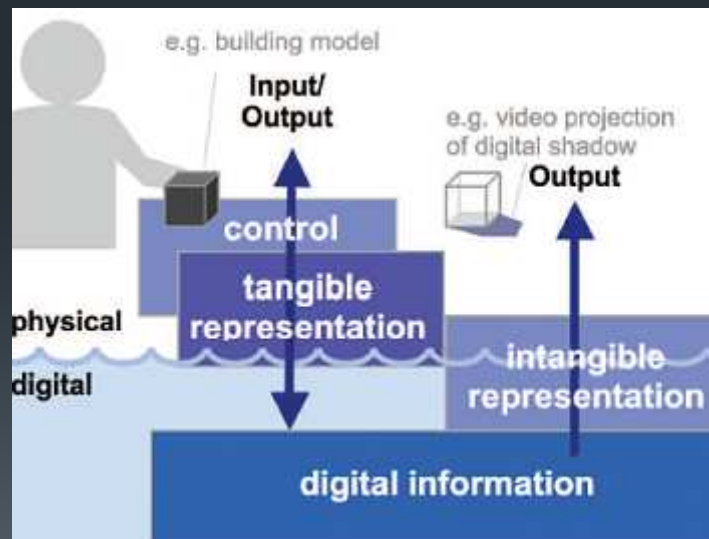 e.g. building model
Input/
Output
e.g. video projection
of digital shadow
Output
control
tangible
representation
physical
digital
intangible
representation
digital information